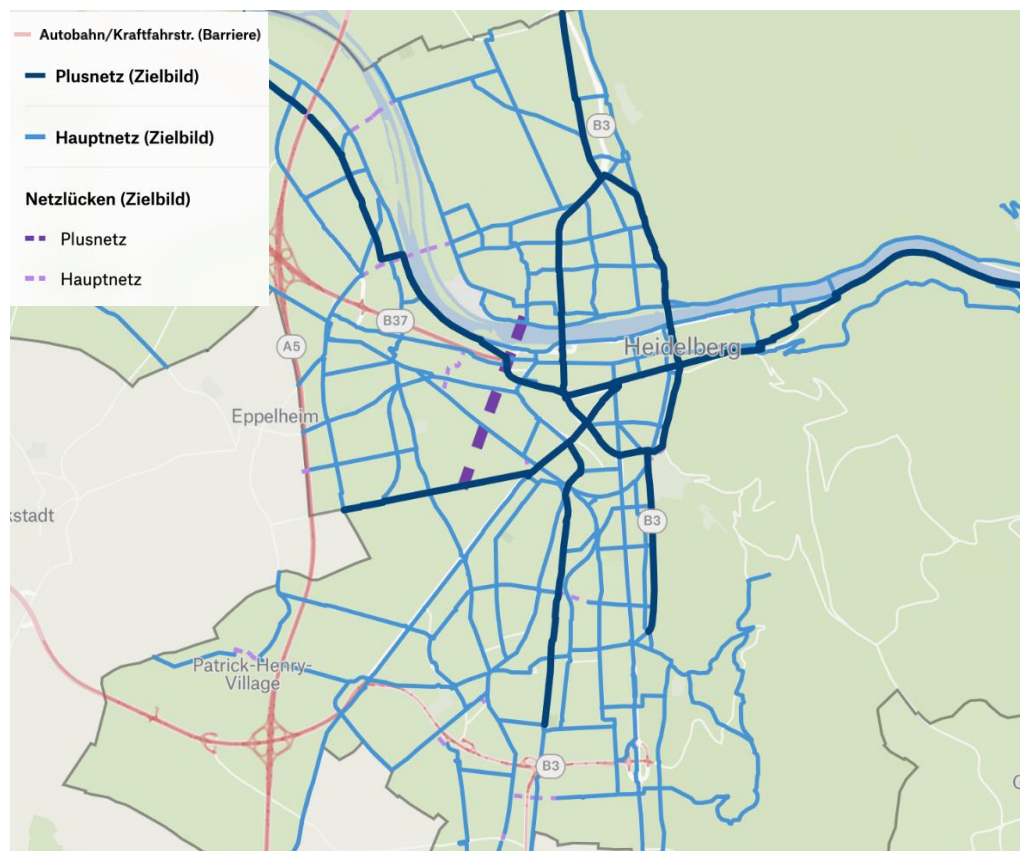 Autobahn/Kraftfahrstr. (Barriere)
Plusnetz (Zielbild)
Hauptnetz (Zielbild)
Netzlücken (Zielbild)
Plusnetz
Hauptnetz
B3
B37
A5
Heidelberg
Eppelheim
kstadt
B3
Patrick-Henry-
Village
B3